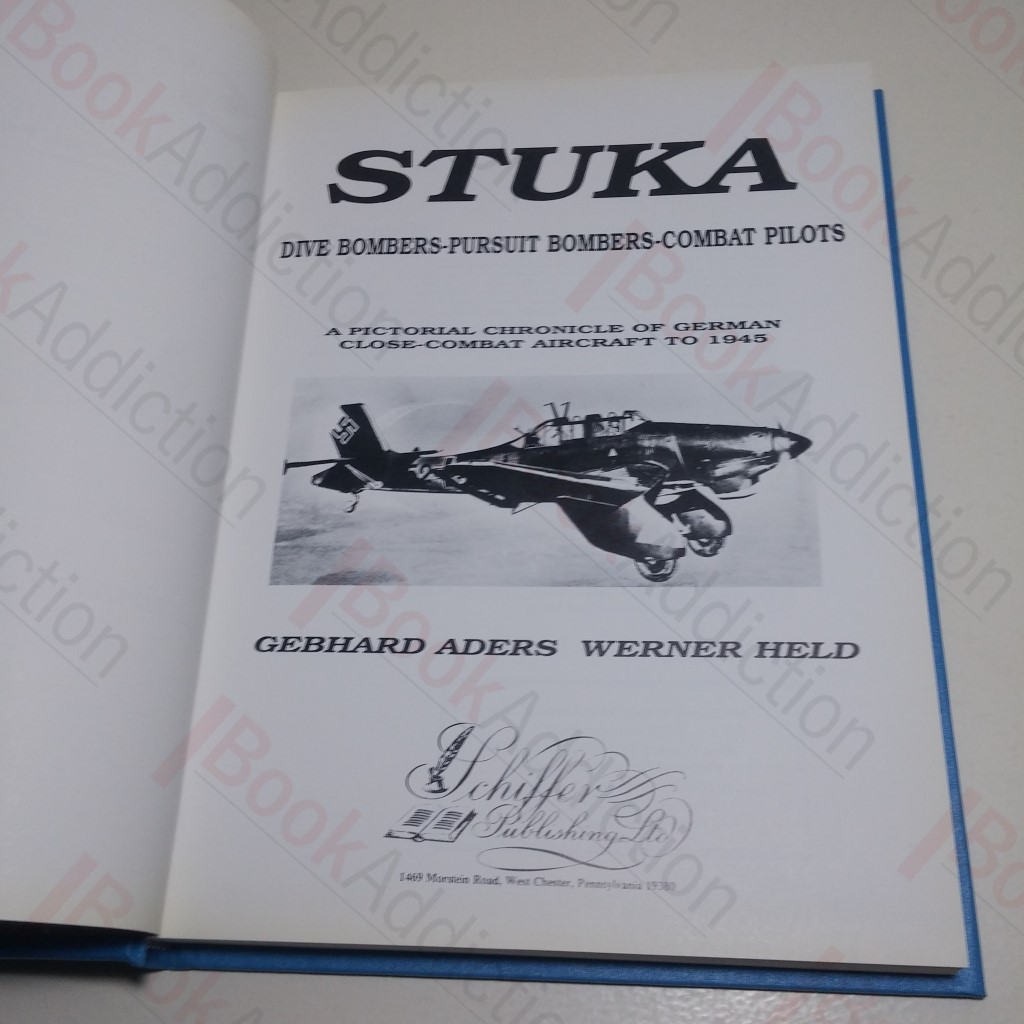 STUKA
DIVE BOMBERS-PURSUIT BOMBERS-COMBAT PILOTS
A PICTORIAL CHRONICLE OF GERMAN
CLOSE-COMBAT AIRCRAFT TO 1945
GEBHARD ADERS WERNER HELD
Schiffer
Publishing Ltd
1469 Morstein Road, West Chester, Pennsylvania 19380
BookAddiction